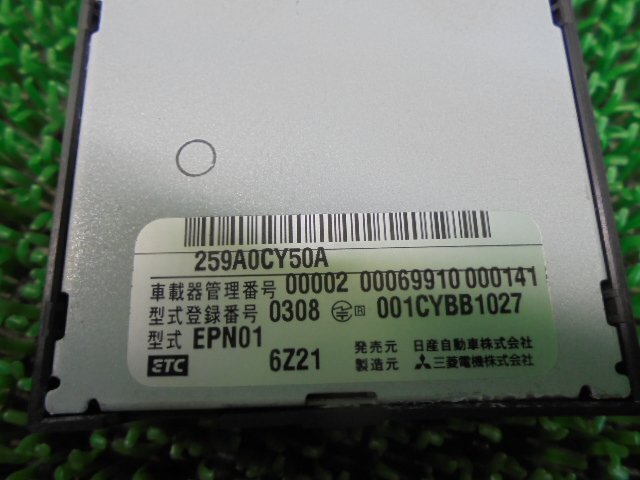 259A0CY50A
車載器管理番号 00002 00069910 000141
型式登録番号 0308 R 001CYBB1027
型式 EPN01
ETC 6Z21 発売元 日産自動車株式会社
製造元 三菱電機株式会社